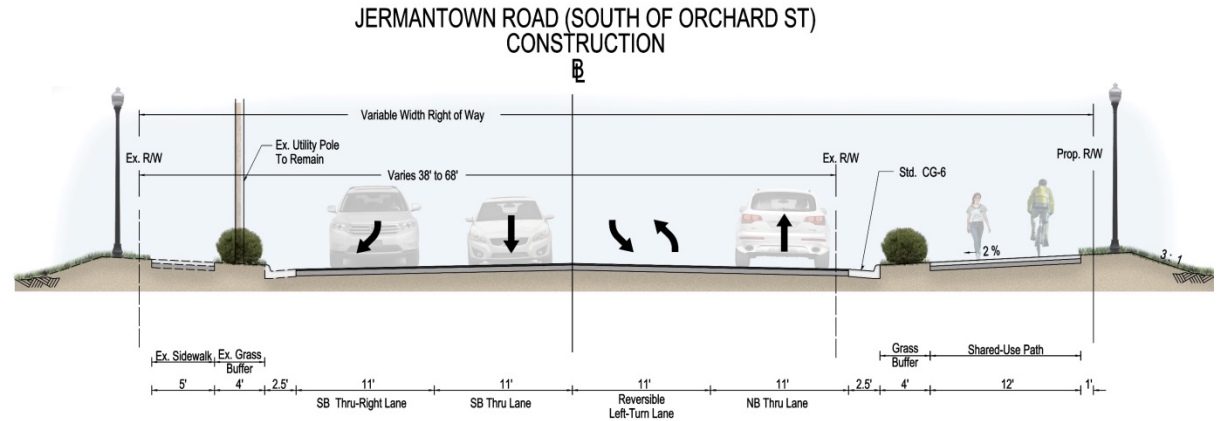 JERMANTOWN ROAD (SOUTH OF ORCHARD ST)
CONSTRUCTION
BL
Variable Width Right of Way
Ex. R/W
Ex. Utility Pole
To Remain
Varies 38' to 68'
Ex. R/W
Std. CG-6
Prop. R/W
2 %
3 : 1
Ex. Sidewalk
Ex. Grass
Buffer
Grass
Buffer
Shared-Use Path
5' 4' 2.5' 11' 11' 11' 11' 2.5' 4' 12' 1'
SB Thru-Right Lane
SB Thru Lane
Reversible
Left-Turn Lane
NB Thru Lane